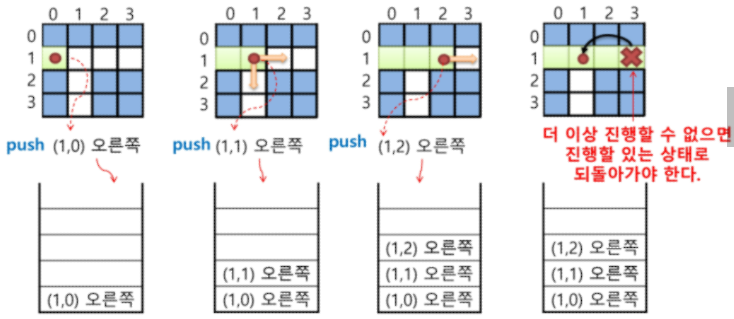 0 1 2 3
0
1
2
3
push (1,0) 오른쪽
(1,0) 오른쪽
0 1 2 3
0
1
2
3
push (1,1) 오른쪽
(1,1) 오른쪽
(1,0) 오른쪽
0 1 2 3
0
1
2
3
push (1,2) 오른쪽
(1,2) 오른쪽
(1,1) 오른쪽
(1,0) 오른쪽
0 1 2 3
0
1
2
3
더 이상 진행할 수 없으면
진행할 있는 상태로
되돌아가야 한다.
(1,2) 오른쪽
(1,1) 오른쪽
(1,0) 오른쪽